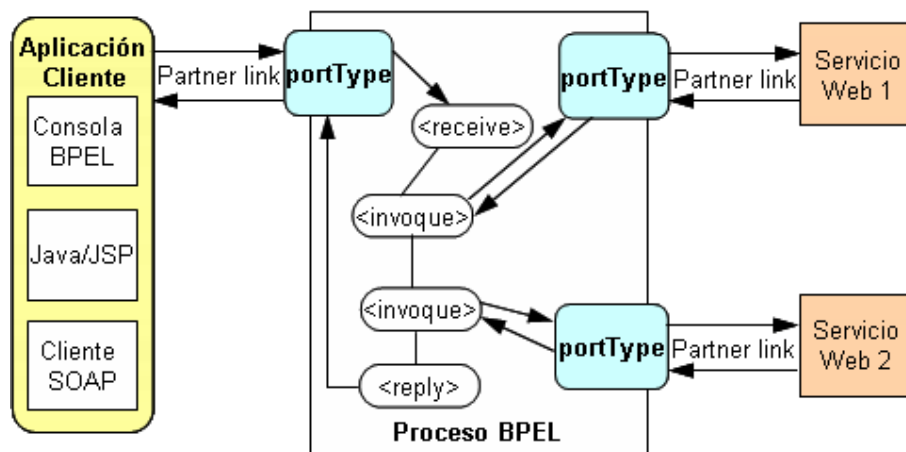 Aplicación
Cliente
Consola
BPEL
Java/JSP
Cliente
SOAP
Partner link
portType
<receive>
<invoque>
<invoque>
<reply>
portType
Partner link
Servicio
Web 1
portType
Partner link
Servicio
Web 2
Proceso BPEL